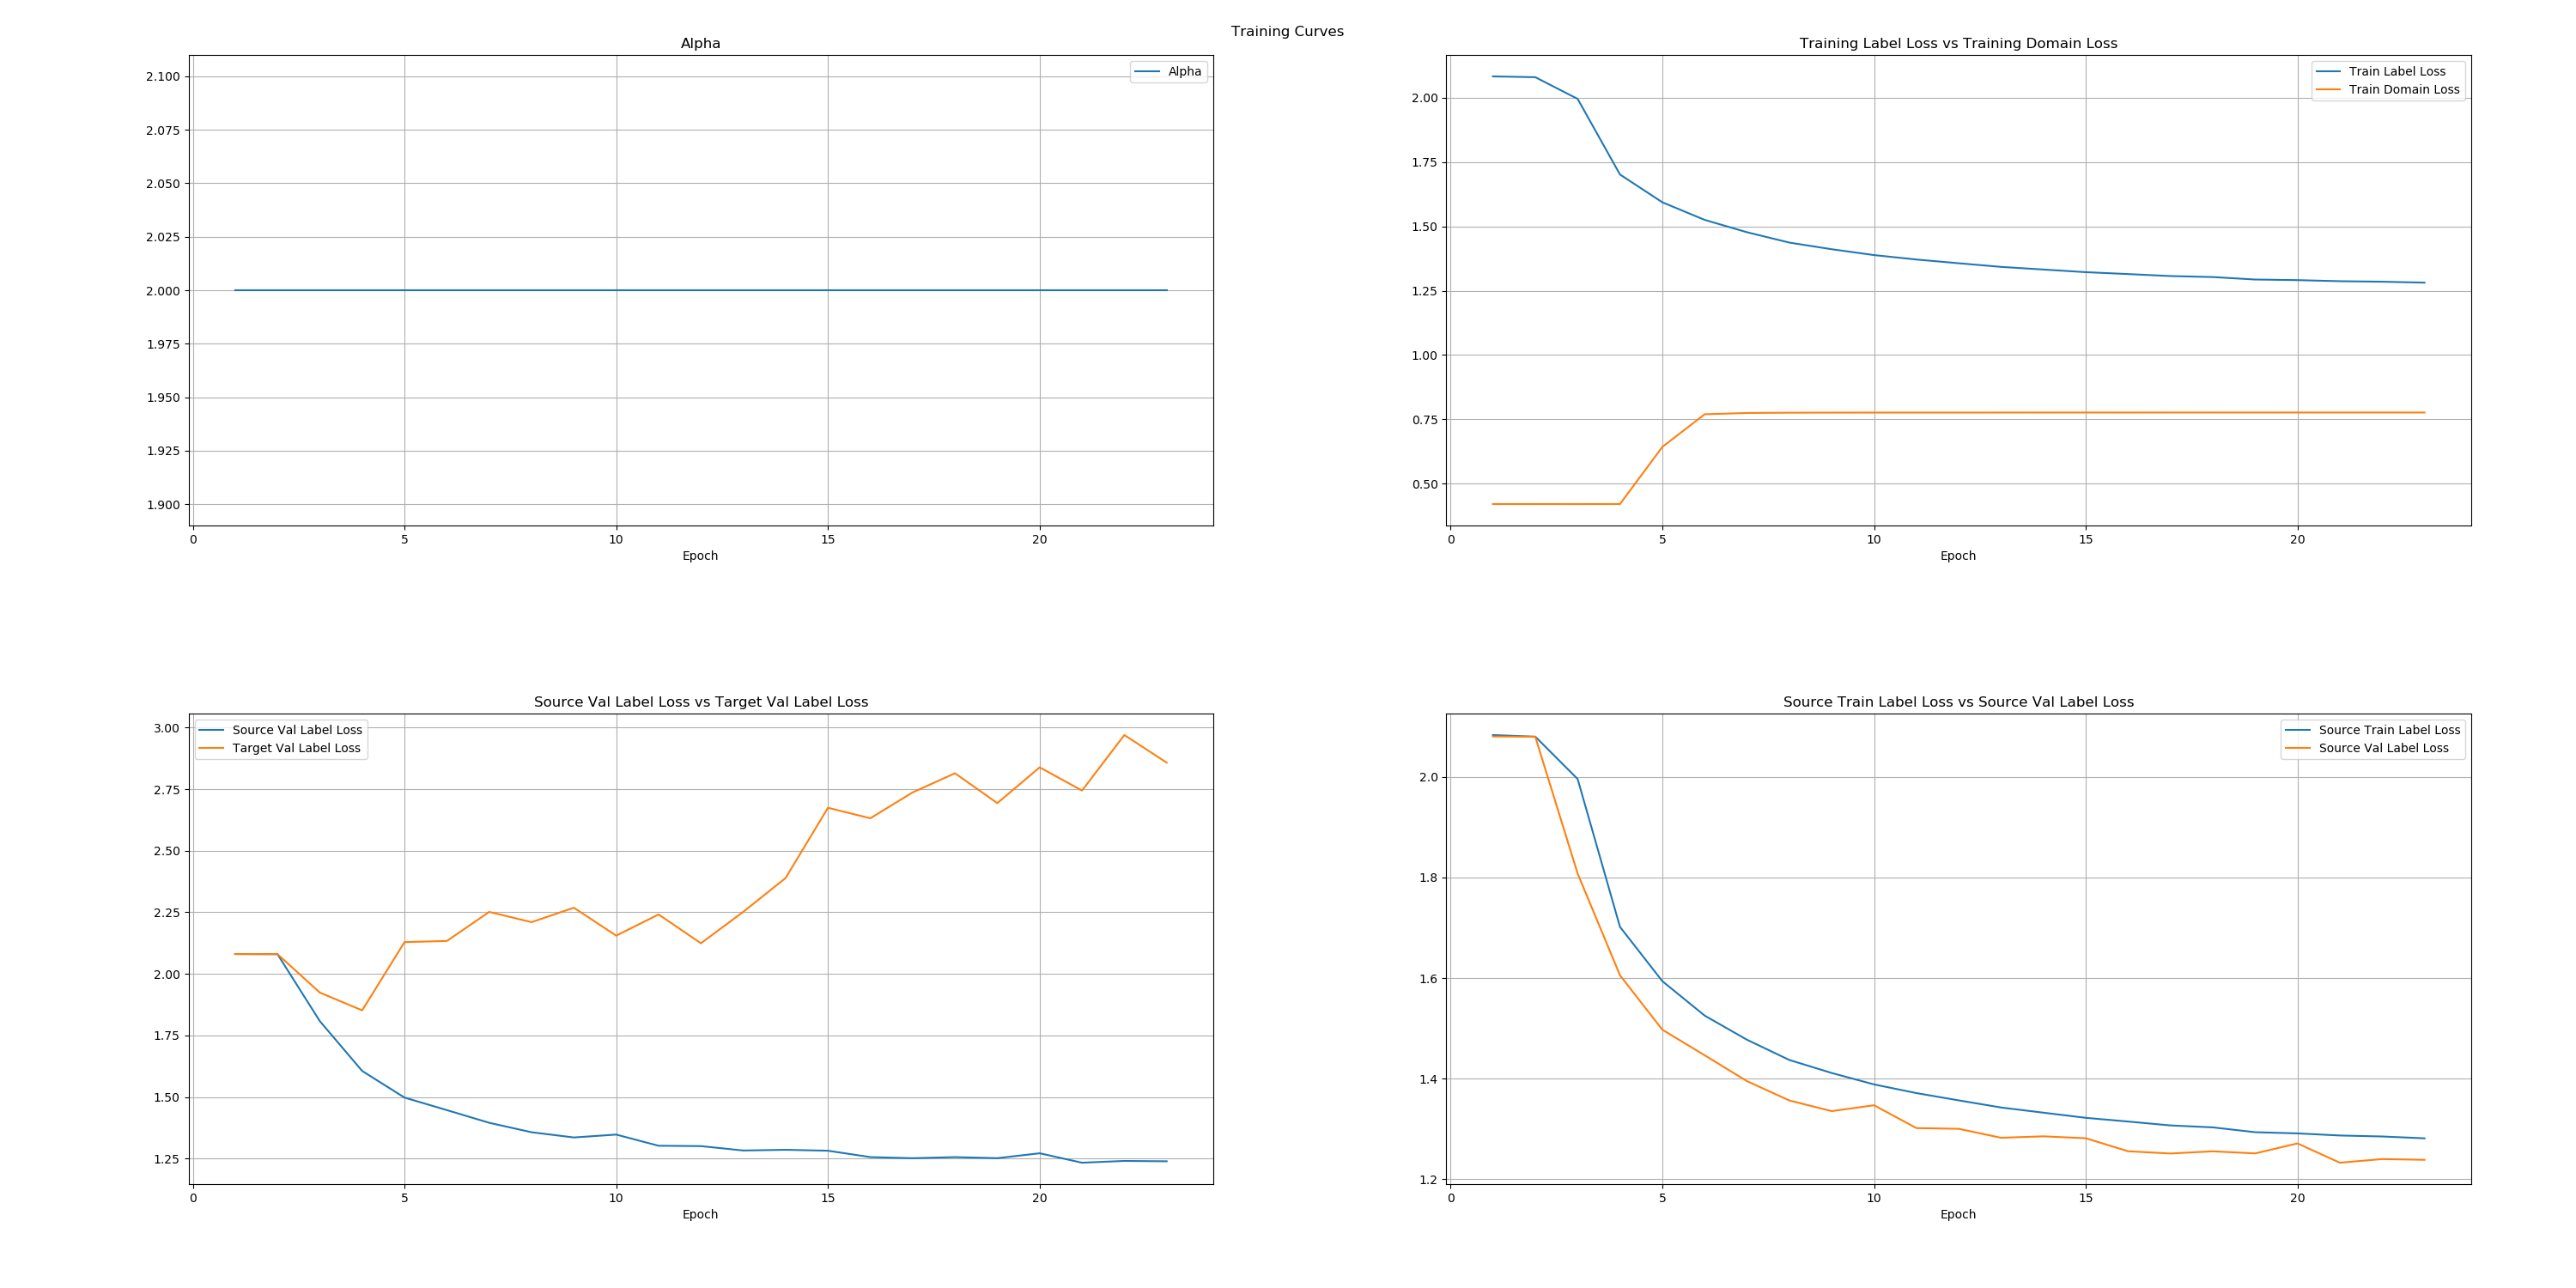 Training Curves
Alpha
Alpha
2.100
2.075
2.050
2.025
2.000
1.975
1.950
1.925
1.900
0 5 10 15 20
Epoch
Training Label Loss vs Training Domain Loss
Train Label Loss
Train Domain Loss
2.00
1.75
1.50
1.25
1.00
0.75
0.50
0 5 10 15 20
Epoch
Source Val Label Loss vs Target Val Label Loss
Source Val Label Loss
Target Val Label Loss
3.00
2.75
2.50
2.25
2.00
1.75
1.50
1.25
0 5 10 15 20
Epoch
Source Train Label Loss vs Source Val Label Loss
Source Train Label Loss
Source Val Label Loss
2.0
1.8
1.6
1.4
1.2
0 5 10 15 20
Epoch